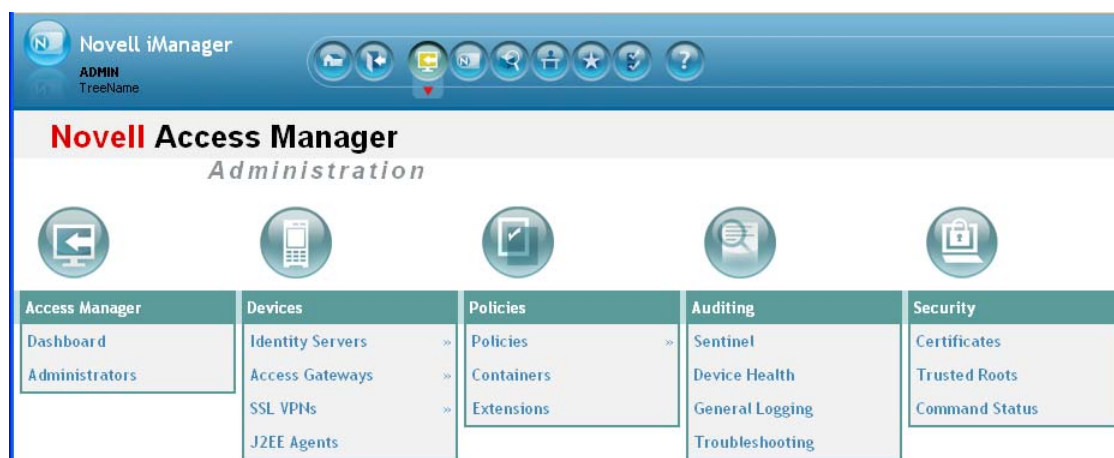 Novell iManager
ADMIN
TreeName
Novell Access Manager
Administration
Access Manager
Dashboard
Administrators
Devices
Identity Servers »
Access Gateways »
SSL VPNs »
J2EE Agents
Policies
Policies »
Containers
Extensions
Auditing
Sentinel
Device Health
General Logging
Troubleshooting
Security
Certificates
Trusted Roots
Command Status